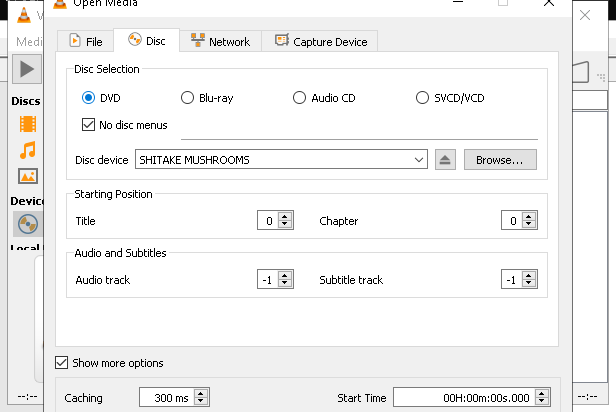 V
Open Media
Medi
File
Disc
Network
Capture Device
Disc Selection
DVD
Blu-ray
Audio CD
SVCD/VCD
Discs
No disc menus
Disc device
SHITAKE MUSHROOMS
Browse...
Starting Position
Device
Title
0
Chapter
0
Local
Audio and Subtitles
Audio track
-1
Subtitle track
-1
Show more options
--:--
Caching
300 ms
Start Time
00H:00m:00s.000
--:--